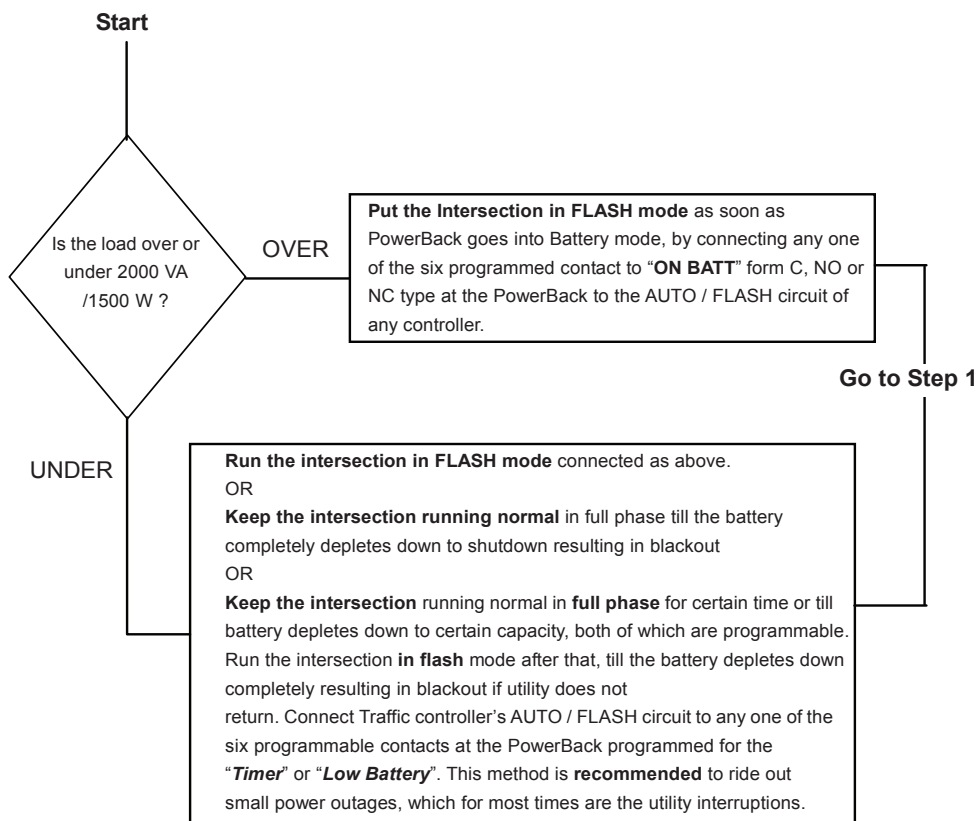 Start
Is the load over or
under 2000 VA
/1500 W ?
OVER
Put the Intersection in FLASH mode as soon as
PowerBack goes into Battery mode, by connecting any one
of the six programmed contact to “ON BATT” form C, NO or
NC type at the PowerBack to the AUTO / FLASH circuit of
any controller.
Go to Step 1
UNDER
Run the intersection in FLASH mode connected as above.
OR
Keep the intersection running normal in full phase till the battery
completely depletes down to shutdown resulting in blackout
OR
Keep the intersection running normal in full phase for certain time or till
battery depletes down to certain capacity, both of which are programmable.
Run the intersection in flash mode after that, till the battery depletes down
completely resulting in blackout if utility does not
return. Connect Traffic controller’s AUTO / FLASH circuit to any one of the
six programmable contacts at the PowerBack programmed for the
“Timer” or “Low Battery”. This method is recommended to ride out
small power outages, which for most times are the utility interruptions.